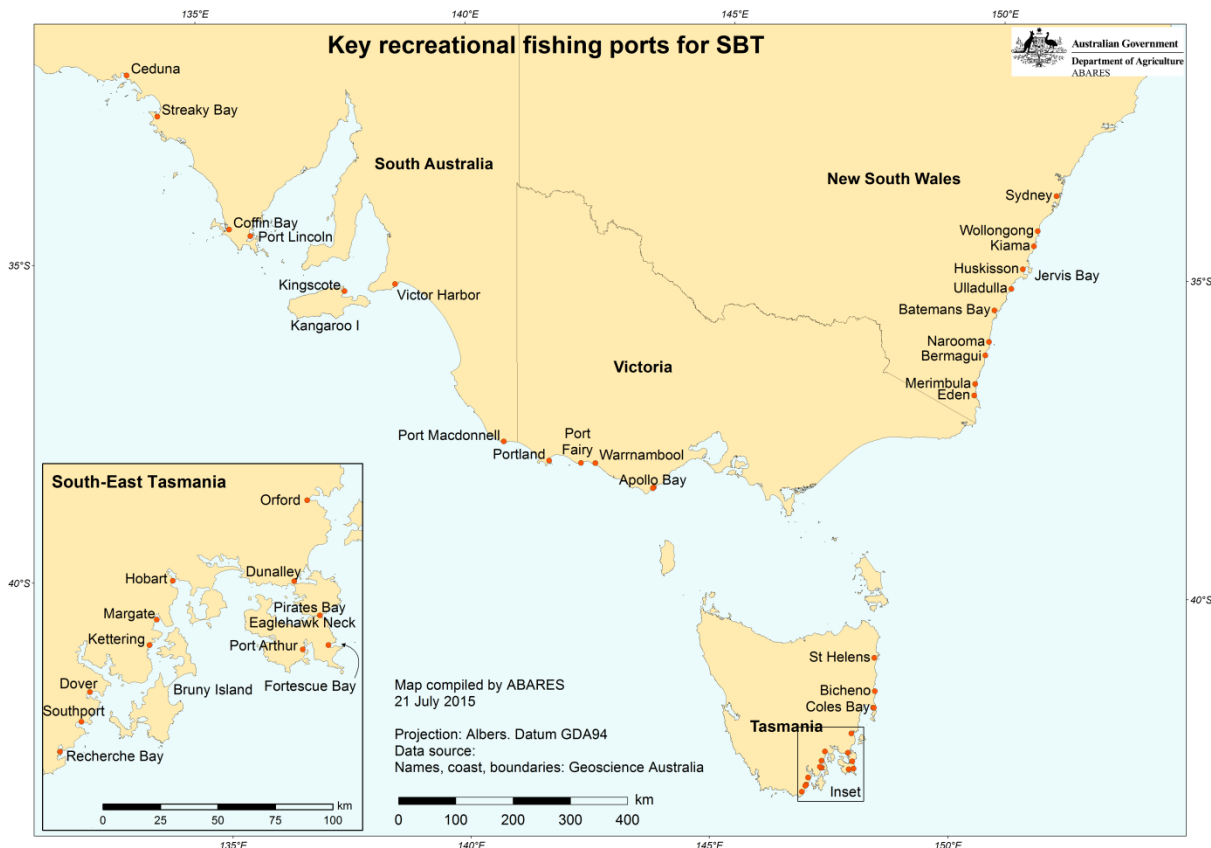 135°E
140°E
145°E
150°E
Key recreational fishing ports for SBT
Australian Government
Department of Agriculture
ABARES
Ceduna
Streaky Bay
South Australia
New South Wales
Sydney
Coffin Bay
Port Lincoln
Wollongong
Kiama
35°S
Huskisson
Jervis Bay
35°S
Kingscote
Victor Harbor
Ulladulla
Kangaroo I
Batemans Bay
Narooma
Bermagui
Victoria
Merimbula
Eden
Port Macdonnell
Portland
Port
Fairy
Warrnambool
Apollo Bay
South-East Tasmania
Orford
Hobart
Dunalley
40°S
40°S
Margate
Pirates Bay
Eaglehawk Neck
Kettering
Port Arthur
Fortescue Bay
Dover
Bruny Island
Southport
Recherche Bay
km
0 25 50 75 100
Map compiled by ABARES
21 July 2015
Projection: Albers. Datum GDA94
Data source:
Names, coast, boundaries: Geoscience Australia
km
0 100 200 300 400
St Helens
Bicheno
Coles Bay
Tasmania
Inset
135°E
140°E
145°E
150°E